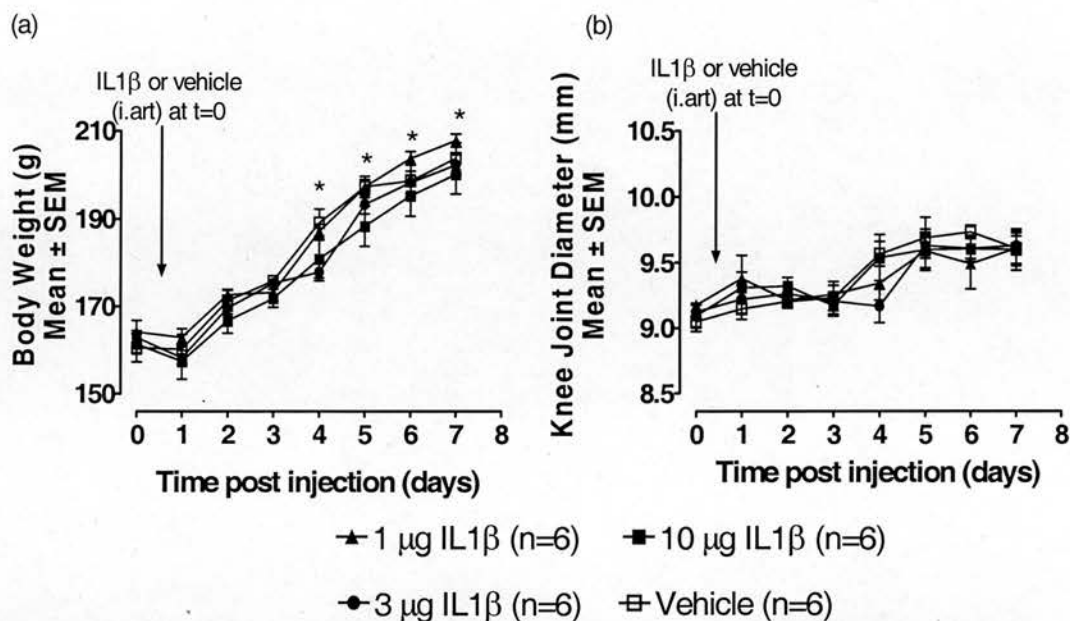 (a)
IL1β or vehicle
(i.art) at t=0
Body Weight (g)
Mean ± SEM
210
190
170
150
* * * *
0 1 2 3 4 5 6 7 8
Time post injection (days)
(b)
IL1β or vehicle
(i.art) at t=0
Knee Joint Diameter (mm)
Mean ± SEM
10.5
10.0
9.5
9.0
8.5
0 1 2 3 4 5 6 7 8
Time post injection (days)
1 μg IL1β (n=6)
10 μg IL1β (n=6)
3 μg IL1β (n=6)
Vehicle (n=6)